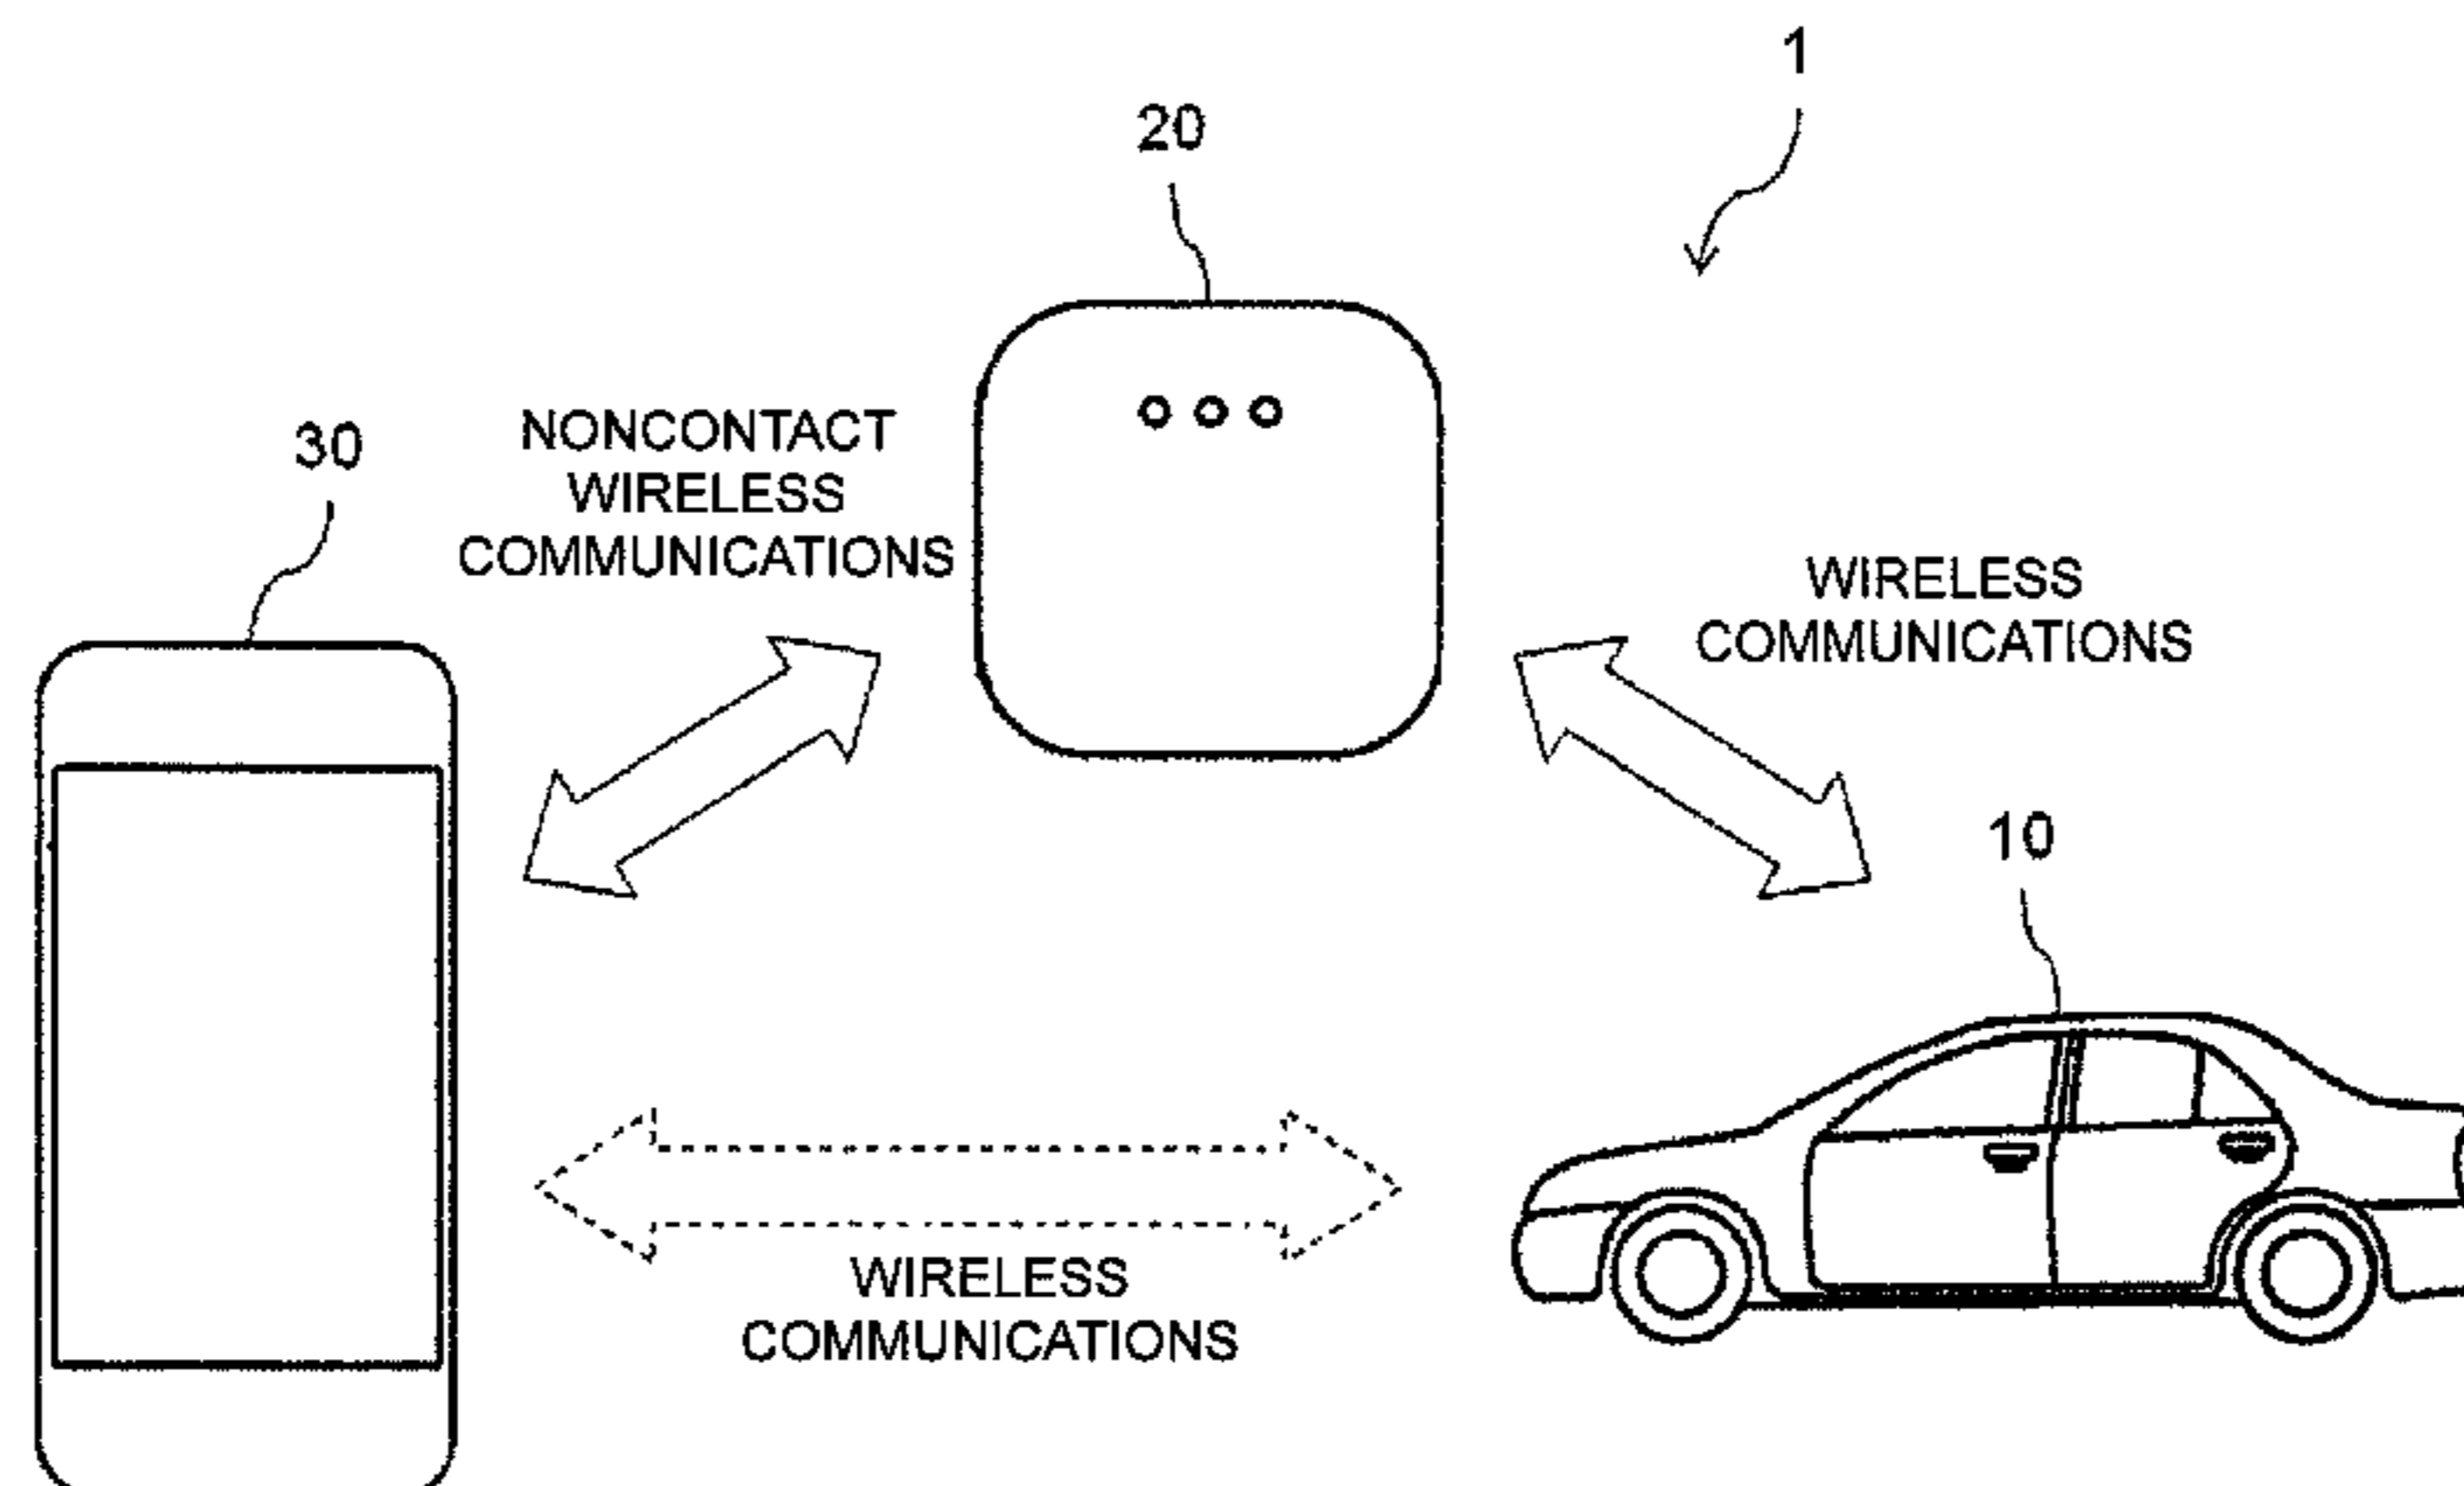 1
20
30
NONCONTACT
WIRELESS
COMMUNICATIONS
WIRELESS
COMMUNICATIONS
10
WIRELESS
COMMUNICATIONS